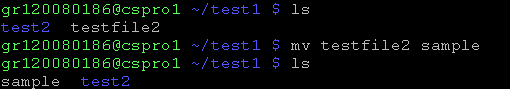 gr120080186@cspro1 ~/test1 $ ls
test2  testfile2
gr120080186@cspro1 ~/test1 $ mv testfile2 sample
gr120080186@cspro1 ~/test1 $ ls
sample  test2